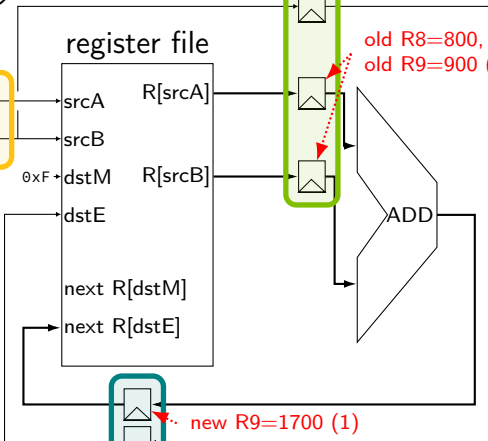 register file
old R8=800,
old R9=900 (
srcA
R[srcA]
srcB
0xF
dstM
R[srcB]
dstE
ADD
next R[dstM]
next R[dstE]
new R9=1700 (1)